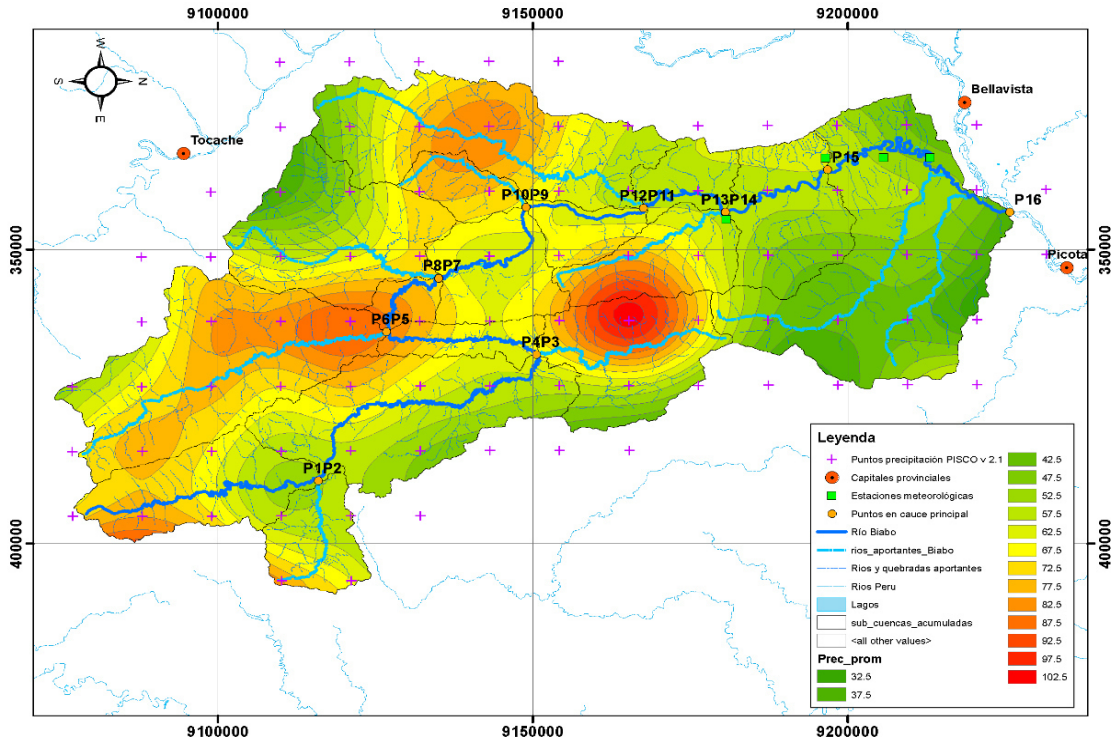 9100000
9150000
9200000
W
S
N
E
Bellavista
Tocache
P15
P10P9
P12P11
P13P14
P16
350000
350000
Picota
P8P7
P6P5
P4P3
P1P2
400000
400000
Leyenda
Puntos precipitación PISCO v 2.1
Capitales provinciales
Estaciones meteorológicas
Puntos en cauce principal
Río Biabo
rios_aportantes_Biabo
Rios y quebradas aportantes
Rios Peru
Lagos
sub_cuencas_acumuladas
<all other values>
Prec_prom
32.5
37.5
42.5
47.5
52.5
57.5
62.5
67.5
72.5
77.5
82.5
87.5
92.5
97.5
102.5
9100000
9150000
9200000